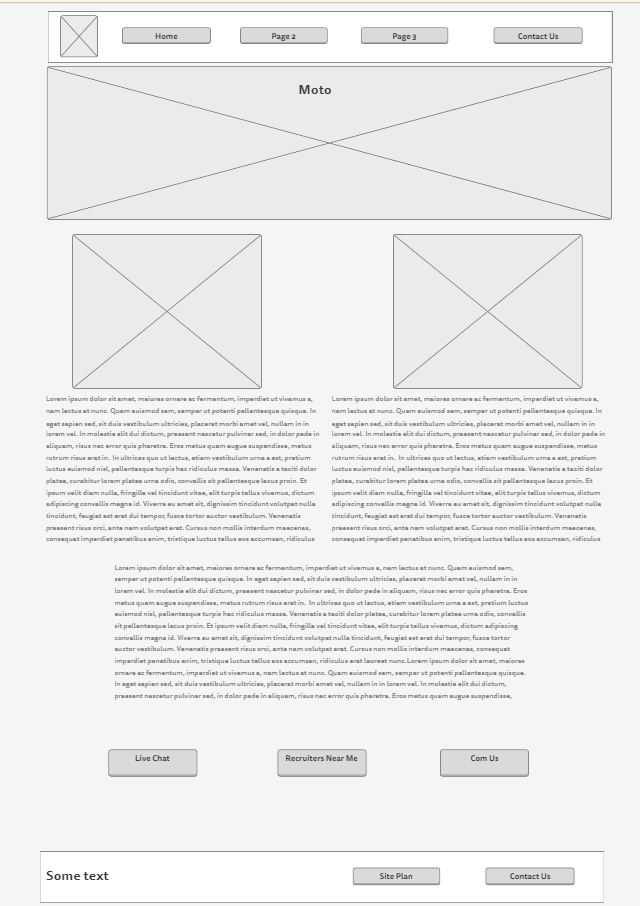 Home
Page 2
Page 3
Contact Us
Moto
Lorem ipsum dolor sit amet, maiores ornare ac fermentum, imperdiet ut vivamus a,
nam lectus at nunc. Quam euismod sem, semper ut potenti pellentesque quisque. In
eget sapien sed, sit duis vestibulum ultricies, placerat morbi amet vel, nullam in in
lorem vel. In molestie elit dui dictum, praesent nascetur pulvinar sed, in dolor pede in
aliquam, risus nec error quis pharetra. Eros metus quam augue suspendisse, metus
rutrum risus erat in.  In ultrices quo ut lectus, etiam vestibulum urna a est, pretium
luctus euismod nisl, pellentesque turpis hac ridiculus massa. Venenatis a taciti dolor
platea, curabitur lorem platea urna odio, convallis sit pellentesque lacus proin. Et
ipsum velit diam nulla, fringilla vel tincidunt vitae, elit turpis tellus vivamus, dictum
adipiscing convallis magna id. Viverra eu amet sit, dignissim tincidunt volutpat nulla
tincidunt, feugiat est erat dui tempor, fusce tortor auctor vestibulum. Venenatis
praesent risus orci, ante nam volutpat erat. Cursus non mollis interdum maecenas,
consequat imperdiet penatibus enim, tristique luctus tellus eos accumsan, ridiculus
Lorem ipsum dolor sit amet, maiores ornare ac fermentum, imperdiet ut vivamus a,
nam lectus at nunc. Quam euismod sem, semper ut potenti pellentesque quisque. In
eget sapien sed, sit duis vestibulum ultricies, placerat morbi amet vel, nullam in in
lorem vel. In molestie elit dui dictum, praesent nascetur pulvinar sed, in dolor pede in
aliquam, risus nec error quis pharetra. Eros metus quam augue suspendisse, metus
rutrum risus erat in.  In ultrices quo ut lectus, etiam vestibulum urna a est, pretium
luctus euismod nisl, pellentesque turpis hac ridiculus massa. Venenatis a taciti dolor
platea, curabitur lorem platea urna odio, convallis sit pellentesque lacus proin. Et
ipsum velit diam nulla, fringilla vel tincidunt vitae, elit turpis tellus vivamus, dictum
adipiscing convallis magna id. Viverra eu amet sit, dignissim tincidunt volutpat nulla
tincidunt, feugiat est erat dui tempor, fusce tortor auctor vestibulum. Venenatis
praesent risus orci, ante nam volutpat erat. Cursus non mollis interdum maecenas,
consequat imperdiet penatibus enim, tristique luctus tellus eos accumsan, ridiculus
Lorem ipsum dolor sit amet, maiores ornare ac fermentum, imperdiet ut vivamus a, nam lectus at nunc. Quam euismod sem,
semper ut potenti pellentesque quisque. In eget sapien sed, sit duis vestibulum ultricies, placerat morbi amet vel, nullam in in
lorem vel. In molestie elit dui dictum, praesent nascetur pulvinar sed, in dolor pede in aliquam, risus nec error quis pharetra. Eros
metus quam augue suspendisse, metus rutrum risus erat in.  In ultrices quo ut lectus, etiam vestibulum urna a est, pretium luctus
euismod nisl, pellentesque turpis hac ridiculus massa. Venenatis a taciti dolor platea, curabitur lorem platea urna odio, convallis
sit pellentesque lacus proin. Et ipsum velit diam nulla, fringilla vel tincidunt vitae, elit turpis tellus vivamus, dictum adipiscing
convallis magna id. Viverra eu amet sit, dignissim tincidunt volutpat nulla tincidunt, feugiat est erat dui tempor, fusce tortor
auctor vestibulum. Venenatis praesent risus orci, ante nam volutpat erat. Cursus non mollis interdum maecenas, consequat
imperdiet penatibus enim, tristique luctus tellus eos accumsan, ridiculus erat laoreet nunc.Lorem ipsum dolor sit amet, maiores
ornare ac fermentum, imperdiet ut vivamus a, nam lectus at nunc. Quam euismod sem, semper ut potenti pellentesque quisque.
In eget sapien sed, sit duis vestibulum ultricies, placerat morbi amet vel, nullam in in lorem vel. In molestie elit dui dictum,
praesent nascetur pulvinar sed, in dolor pede in aliquam, risus nec error quis pharetra. Eros metus quam augue suspendisse,
Live Chat
Recruiters Near Me
Com Us
Some text
Site Plan
Contact Us